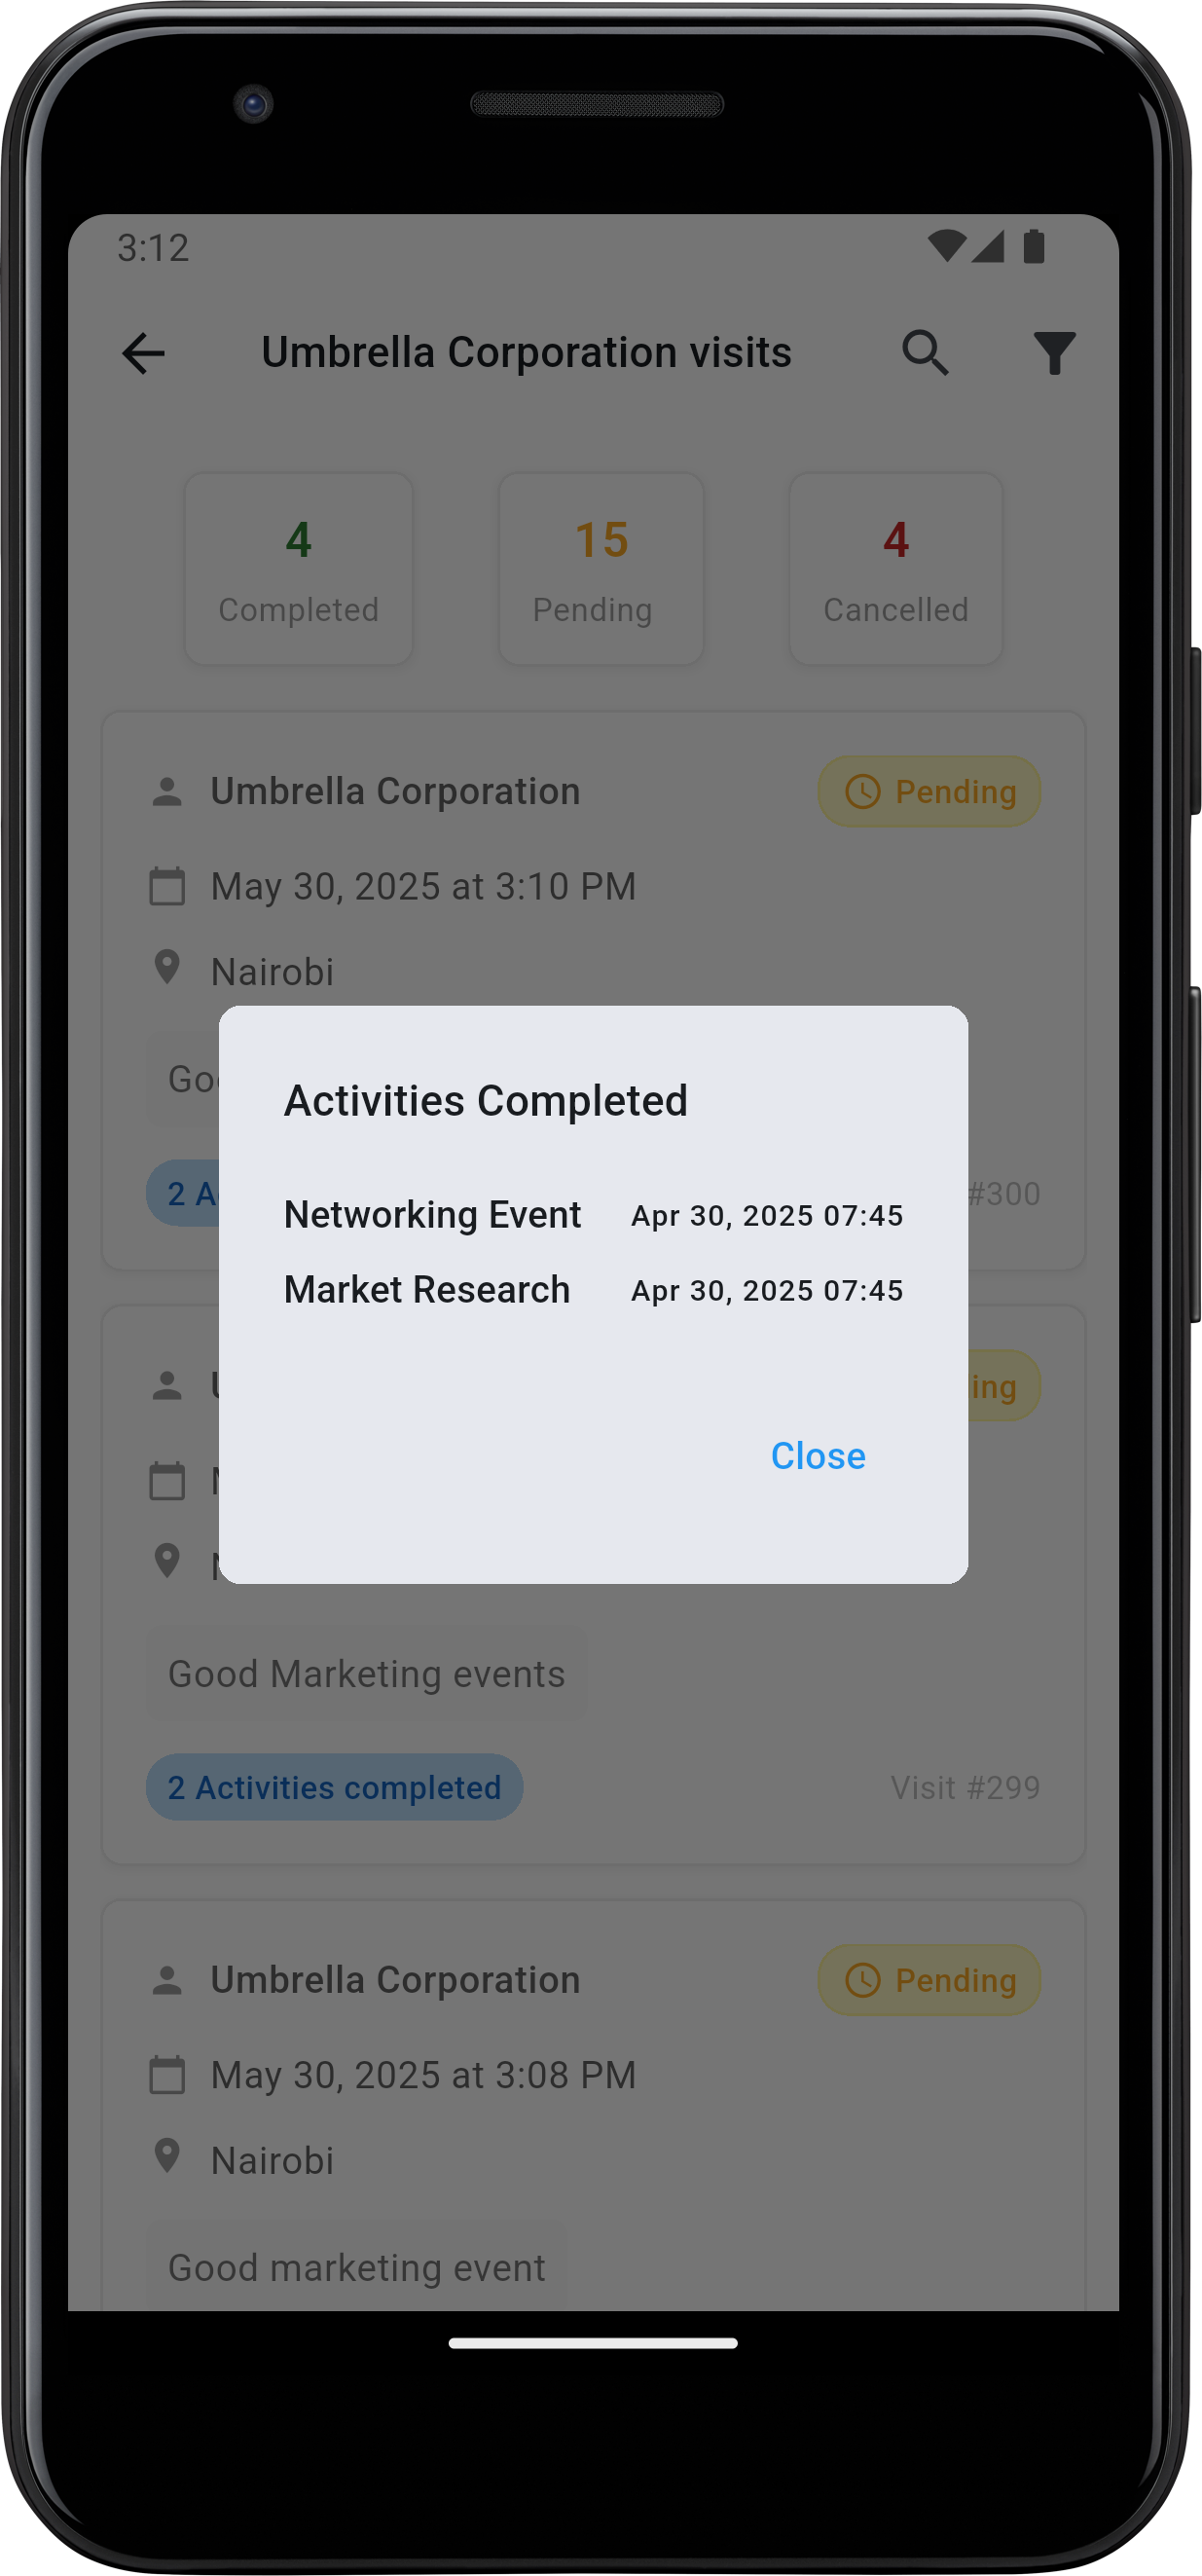 3:12
Umbrella Corporation visits
4 15 4
Completed Pending Cancelled
Umbrella Corporation Pending
May 30, 2025 at 3:10 PM
Nairobi
Activities Completed
Networking Event Apr 30, 2025 07:45
Market Research Apr 30, 2025 07:45
Close
2 #300
Good Marketing events
2 Activities completed Visit #299
Umbrella Corporation Pending
May 30, 2025 at 3:08 PM
Nairobi
Good marketing event